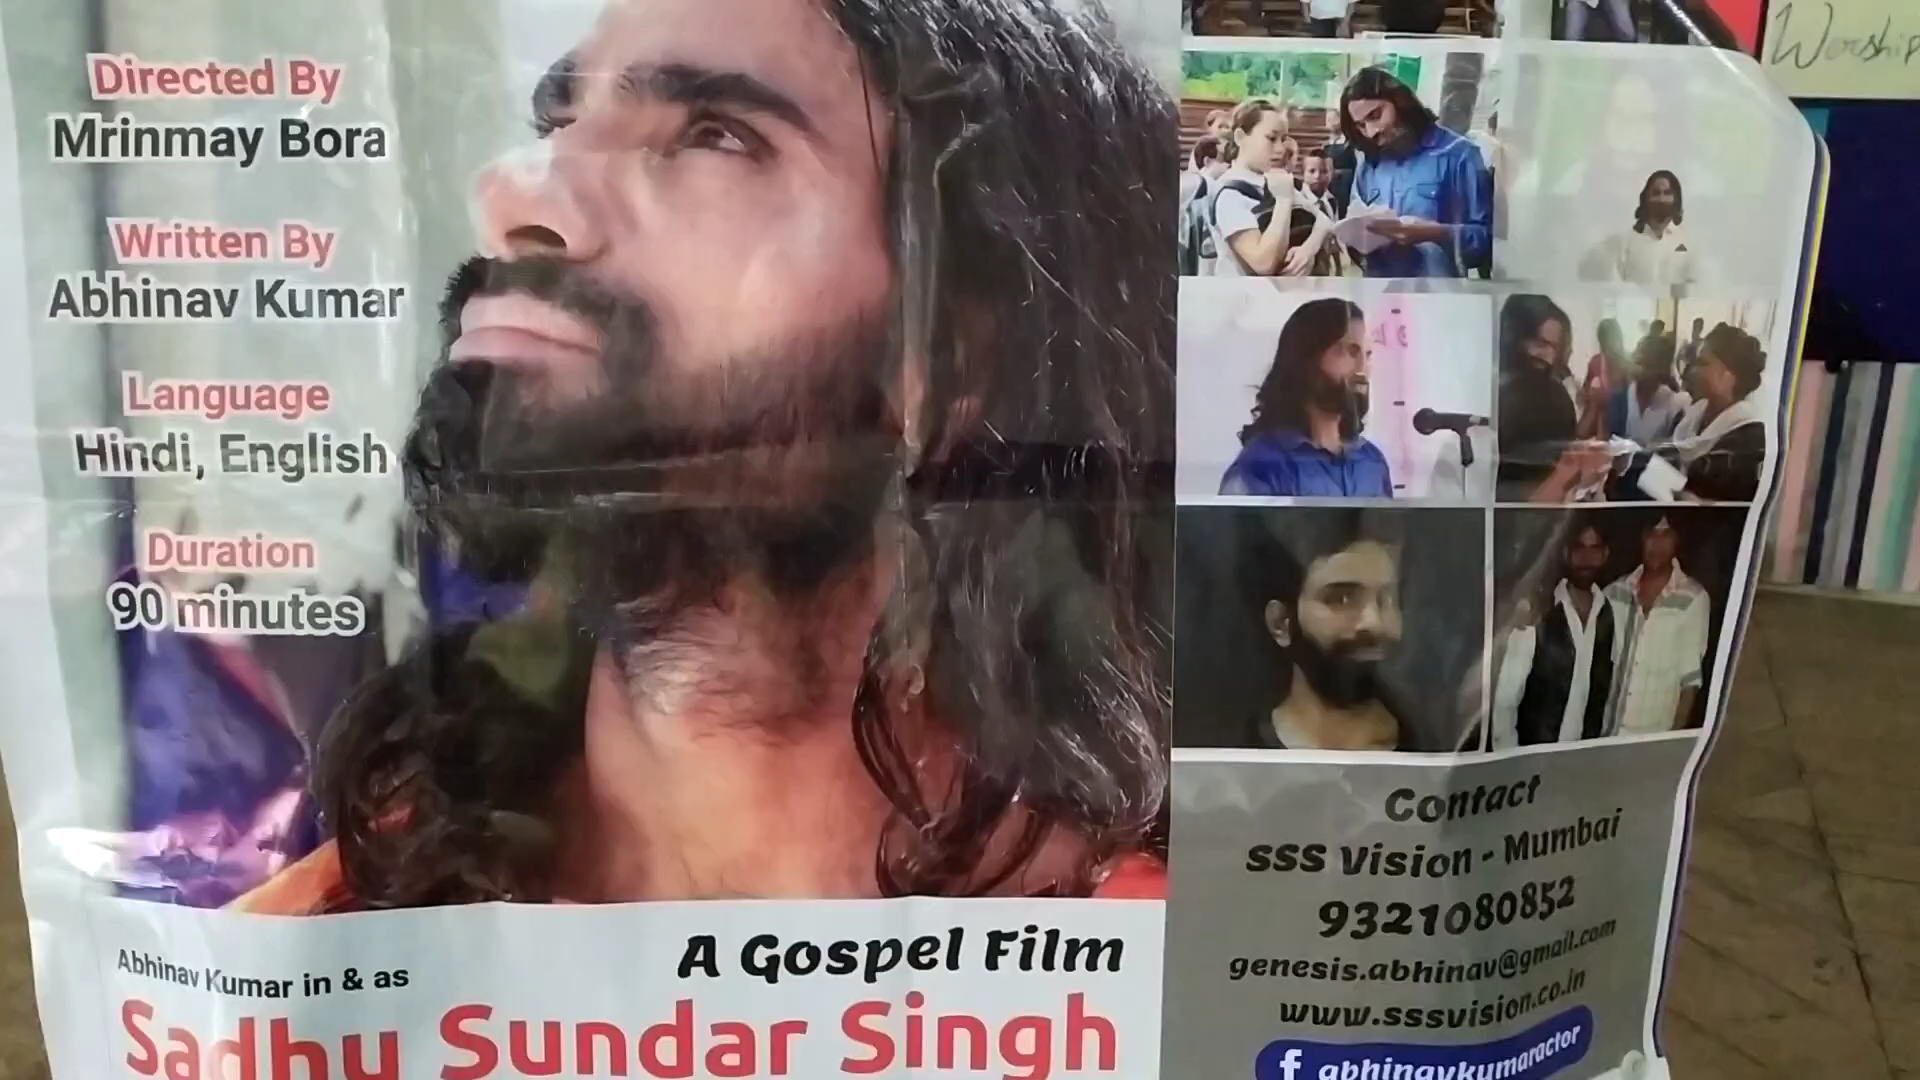 Directed By
Mrinmay Bora
Written By
Abhinav Kumar
Language
Hindi, English
Duration
90 minutes
Abhinav Kumar in & as
A Gospel Film
Sadhu Sundar Singh
Worship
Contact
SSS Vision - Mumbai
9321080852
genesis.abhinav@gmail.com
www.sssvision.co.in
f abhinavkumaractor